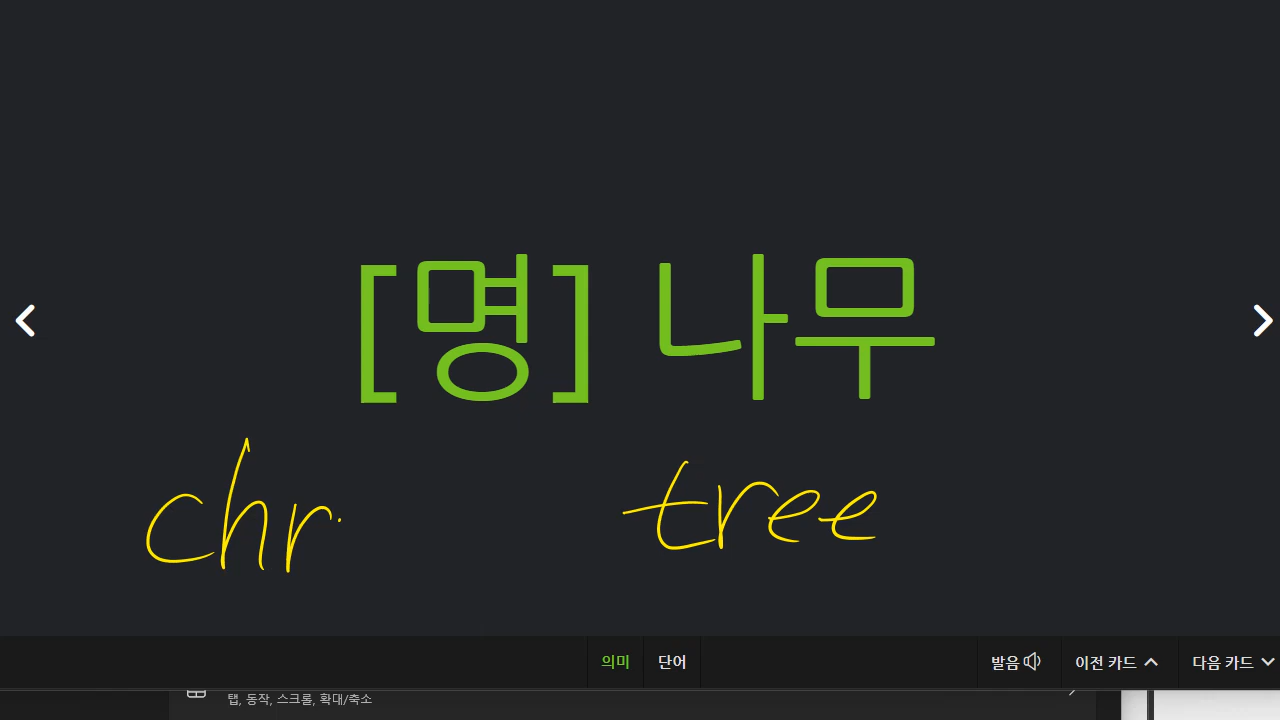 [명] 나무
chr. tree
의미 단어 발음 이전 카드 다음 카드
탭, 동작, 스크롤, 확대/축소